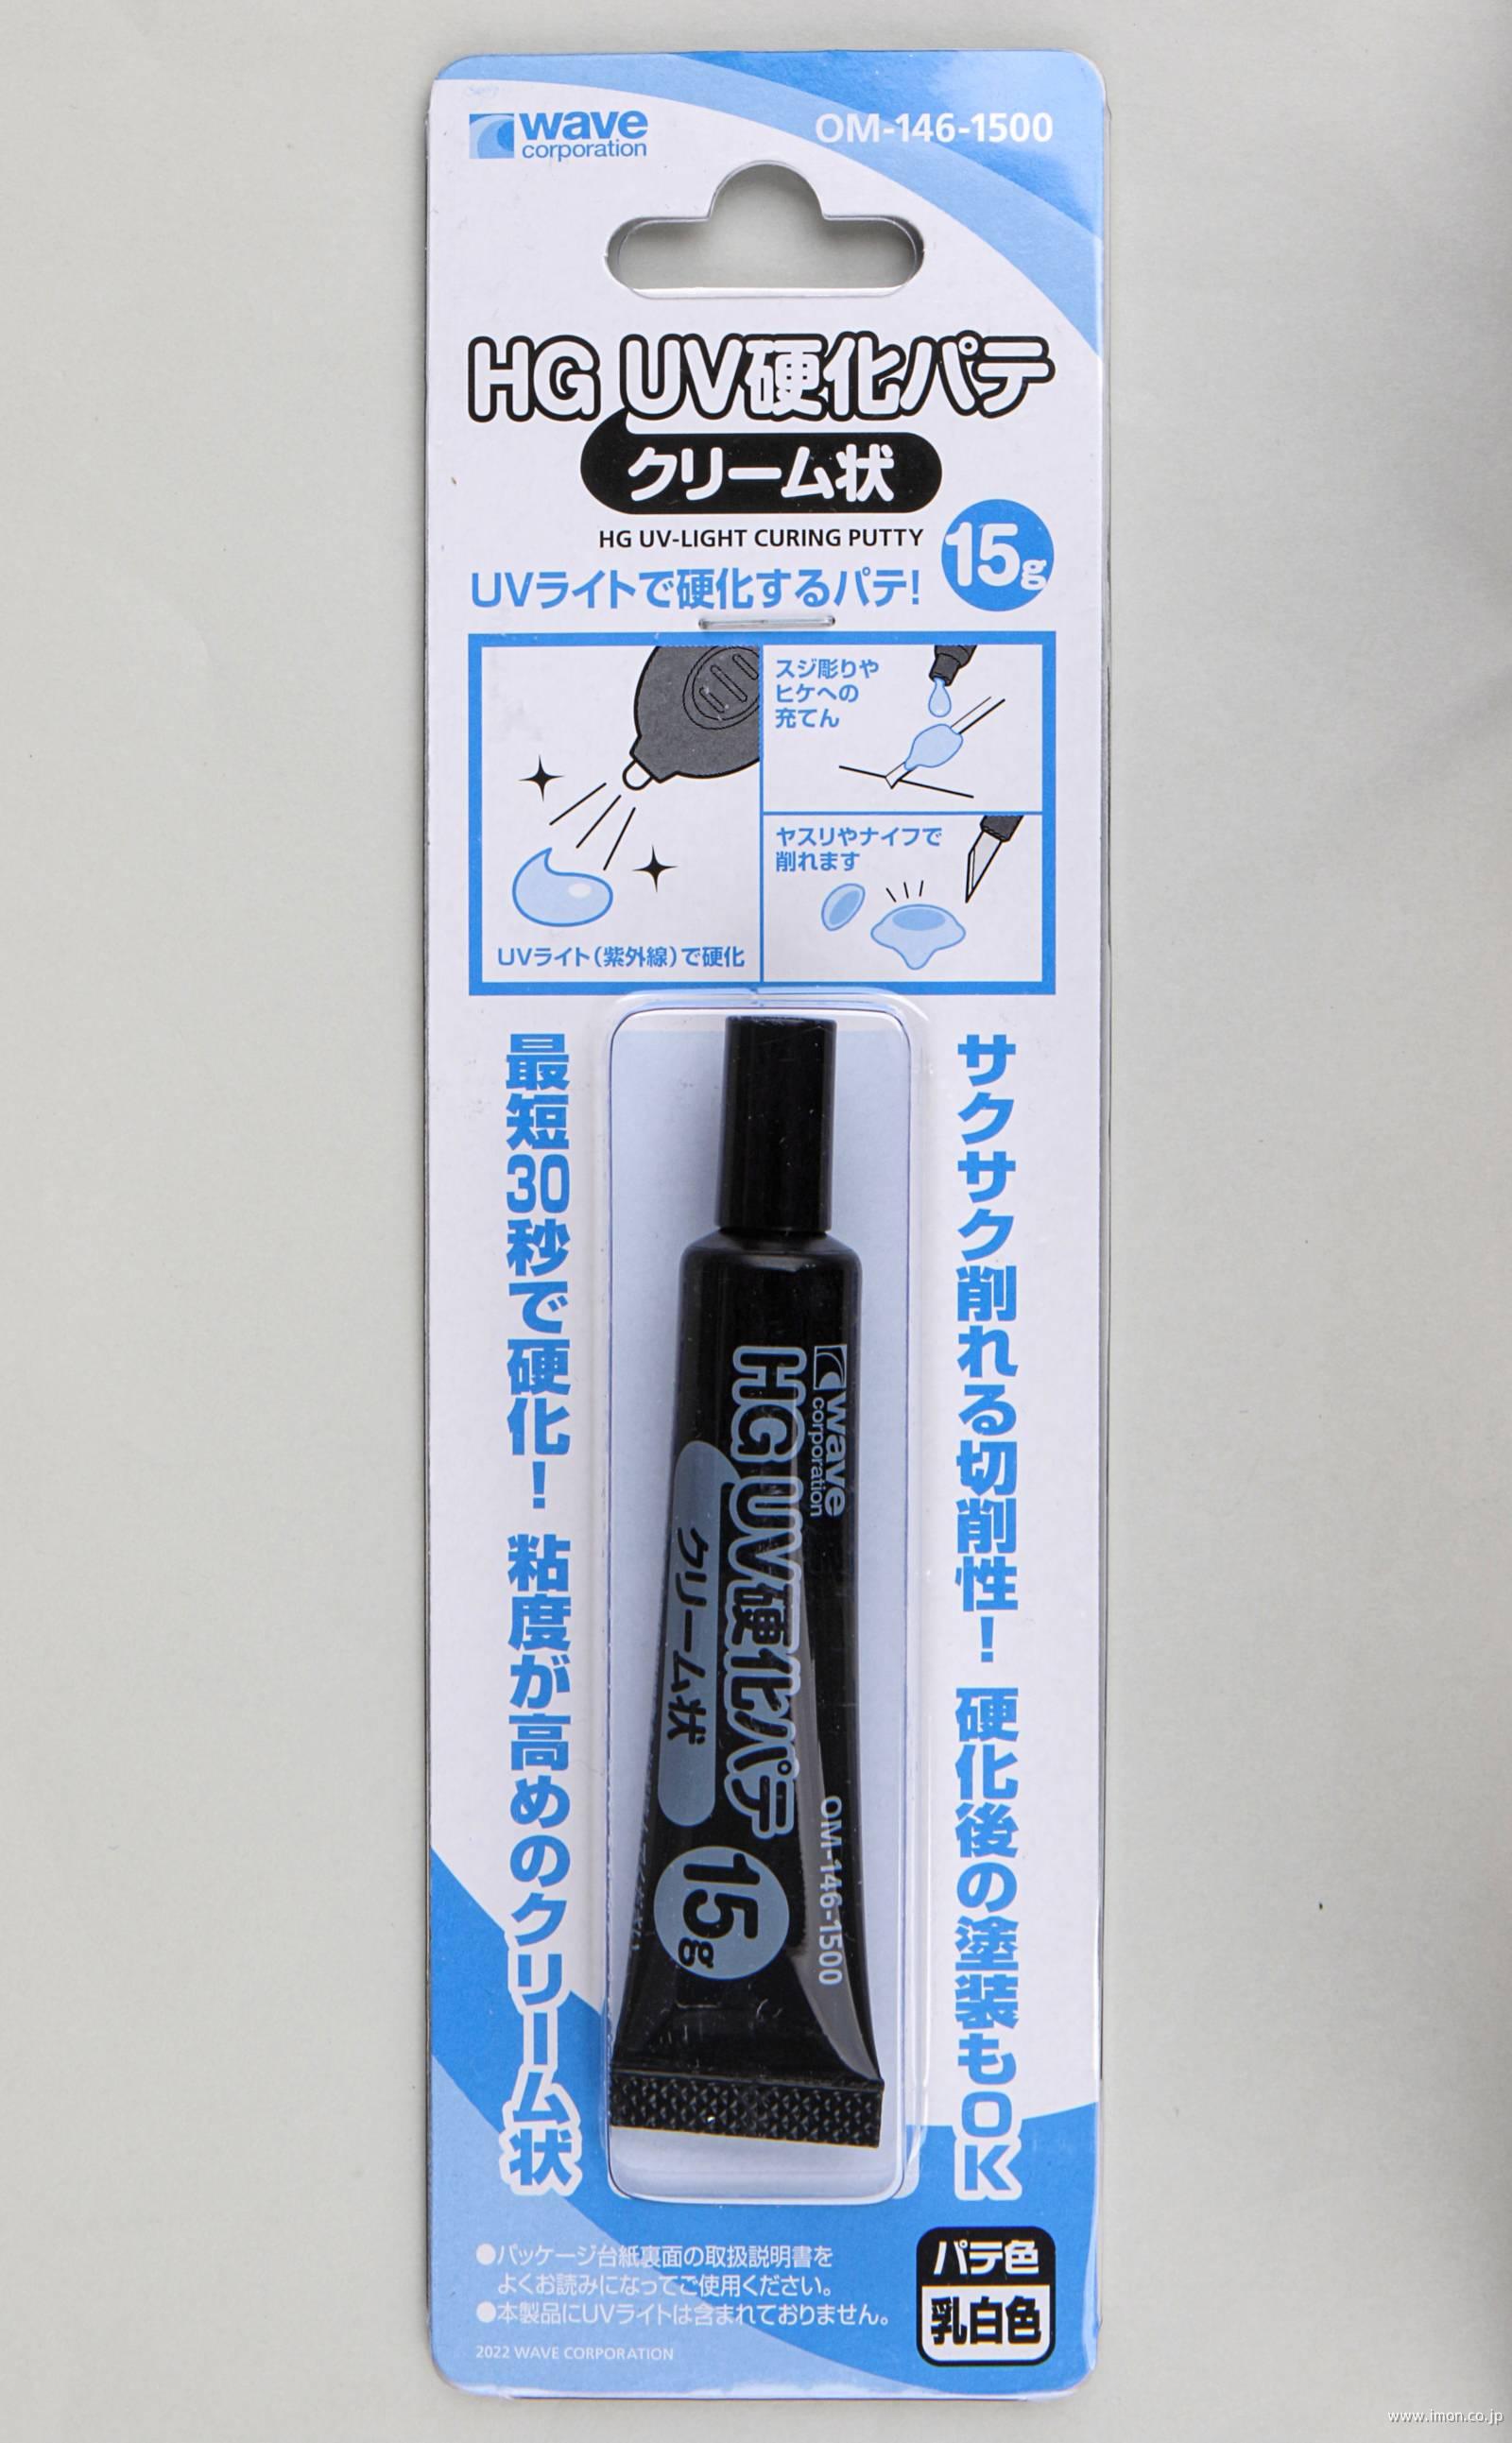 wave
corporation
OM-146-1500
HG UV硬化パテ
クリーム状
HG UV-LIGHT CURING PUTTY
15g
UVライトで硬化するパテ!
スジ彫りや
ヒケへの
充てん
ヤスリやナイフで
削れます
UVライト(紫外線)で硬化
サクサク削れる切削性! 硬化後の塗装もOK
最短30秒で硬化! 粘度が高めのクリーム状
wave
corporation
HG UV硬化パテ
クリーム状
15g
OM-146-1500
●パッケージ台紙裏面の取扱説明書を
よくお読みになってご使用ください。
●本製品にUVライトは含まれておりません。
2022 WAVE CORPORATION
パテ色
乳白色
www.imon.co.jp